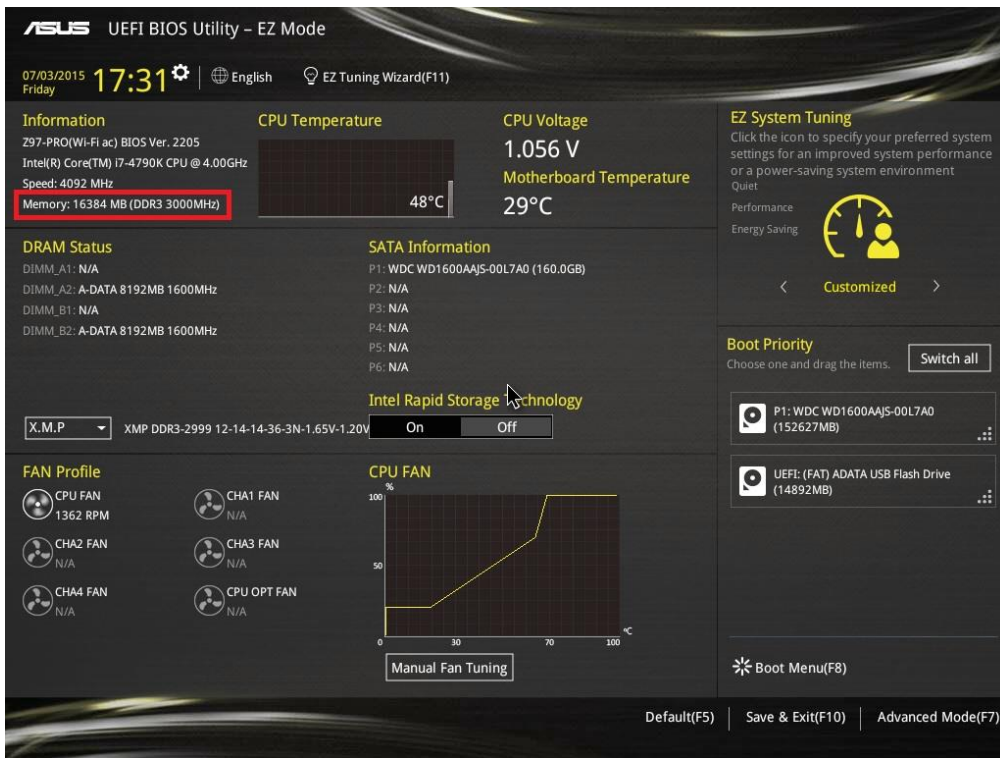 ASUS UEFI BIOS Utility – EZ Mode
07/03/2015
Friday
17:31
English
EZ Tuning Wizard(F11)
Information
Z97-PRO(Wi-Fi ac) BIOS Ver. 2205
Intel(R) Core(TM) i7-4790K CPU @ 4.00GHz
Speed: 4092 MHz
Memory: 16384 MB (DDR3 3000MHz)
CPU Temperature
48°C
CPU Voltage
1.056 V
Motherboard Temperature
29°C
EZ System Tuning
Click the icon to specify your preferred system
settings for an improved system performance
or a power-saving system environment
Quiet
Performance
Energy Saving
Customized
DRAM Status
DIMM_A1: N/A
DIMM_A2: A-DATA 8192MB 1600MHz
DIMM_B1: N/A
DIMM_B2: A-DATA 8192MB 1600MHz
X.M.P
XMP DDR3-2999 12-14-14-36-3N-1.65V-1.20V
SATA Information
P1: WDC WD1600AAJS-00L7A0 (160.0GB)
P2: N/A
P3: N/A
P4: N/A
P5: N/A
P6: N/A
Intel Rapid Storage Technology
On Off
Boot Priority
Choose one and drag the items.
Switch all
P1: WDC WD1600AAJS-00L7A0
(152627MB)
UEFI: (FAT) ADATA USB Flash Drive
(14892MB)
FAN Profile
CPU FAN
1362 RPM
CHA1 FAN
N/A
CHA2 FAN
N/A
CHA3 FAN
N/A
CHA4 FAN
N/A
CPU OPT FAN
N/A
CPU FAN
%
100
50
0 30 70 100
°C
Manual Fan Tuning
Boot Menu(F8)
Default(F5)
Save & Exit(F10)
Advanced Mode(F7)